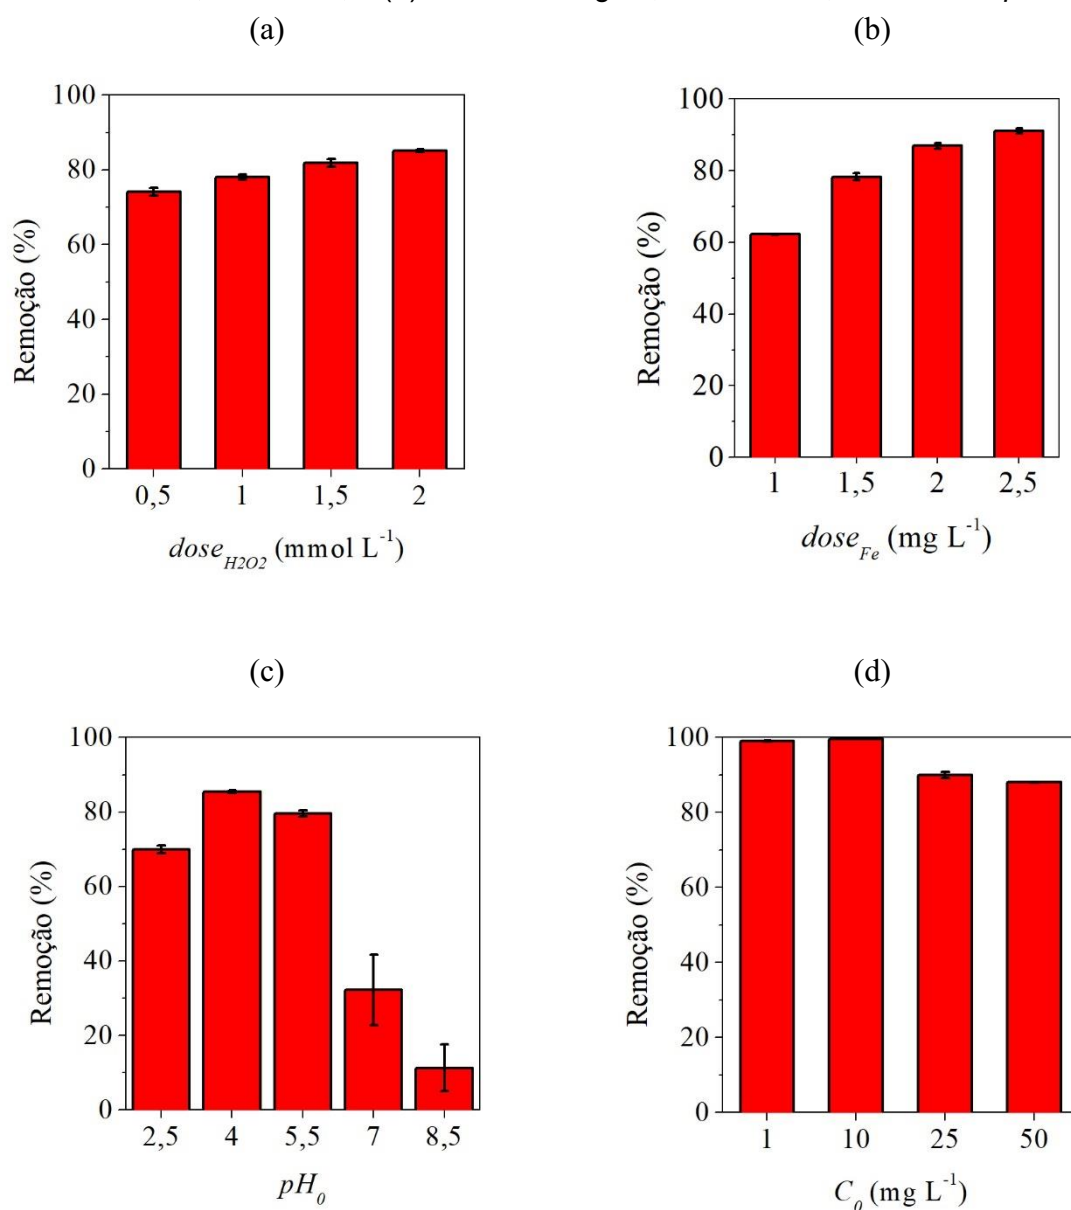 (a)
(b)
100
80
60
40
20
0
Remoção (%)
0,5 1 1,5 2
dose_H2O2 (mmol L⁻¹)
100
80
60
40
20
0
Remoção (%)
1 1,5 2 2,5
dose_Fe (mg L⁻¹)
(c)
(d)
100
80
60
40
20
0
Remoção (%)
2,5 4 5,5 7 8,5
pH₀
100
80
60
40
20
0
Remoção (%)
1 10 25 50
C₀ (mg L⁻¹)